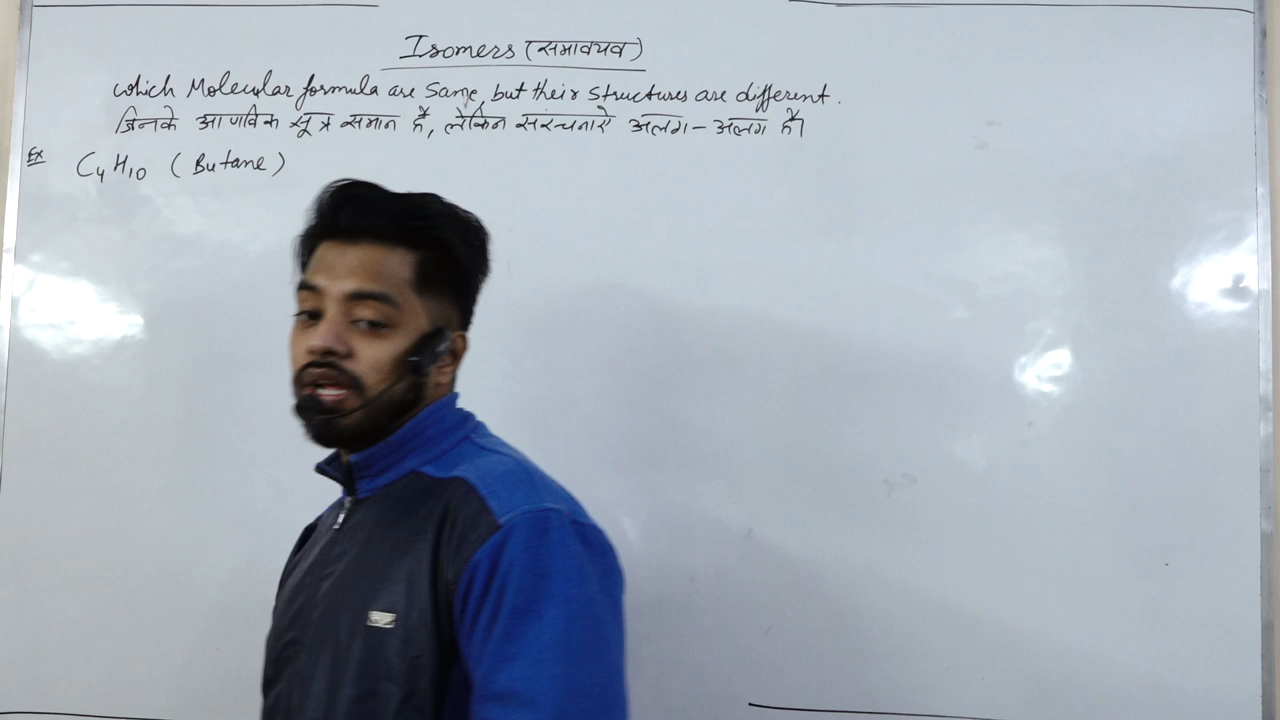 Isomers (समावयव)
which Molecular formula are Same, but their structures are different.
जिनके आणविक सूत्र समान हैं, लेकिन संरचनाऐ अलग-अलग हैं।
Ex C₄H₁₀ (Butane)